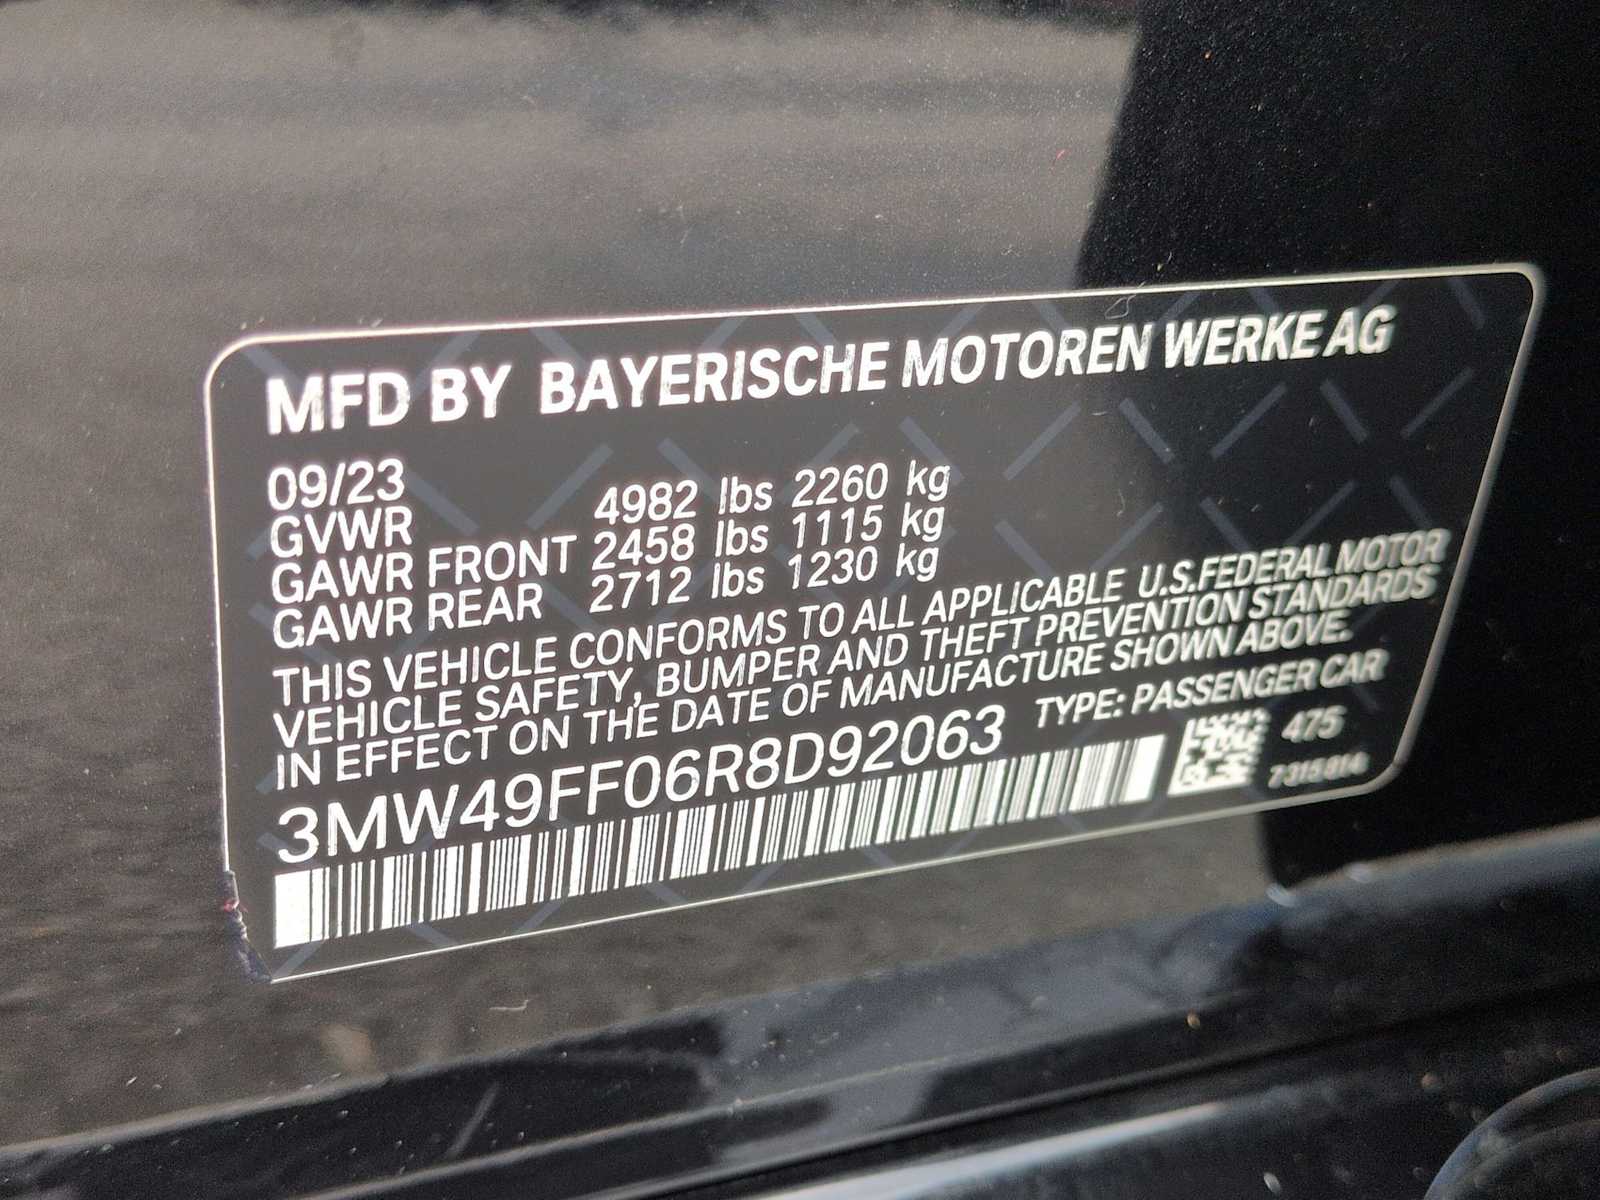 MFD BY BAYERISCHE MOTOREN WERKE AG
09/23
GVWR 4982 lbs 2260 kg
GAWR FRONT 2458 lbs 1115 kg
GAWR REAR 2712 lbs 1230 kg
THIS VEHICLE CONFORMS TO ALL APPLICABLE U.S.FEDERAL MOTOR
VEHICLE SAFETY, BUMPER AND THEFT PREVENTION STANDARDS
IN EFFECT ON THE DATE OF MANUFACTURE SHOWN ABOVE.
3MW49FF06R8D92063 TYPE: PASSENGER CAR
475
7315814